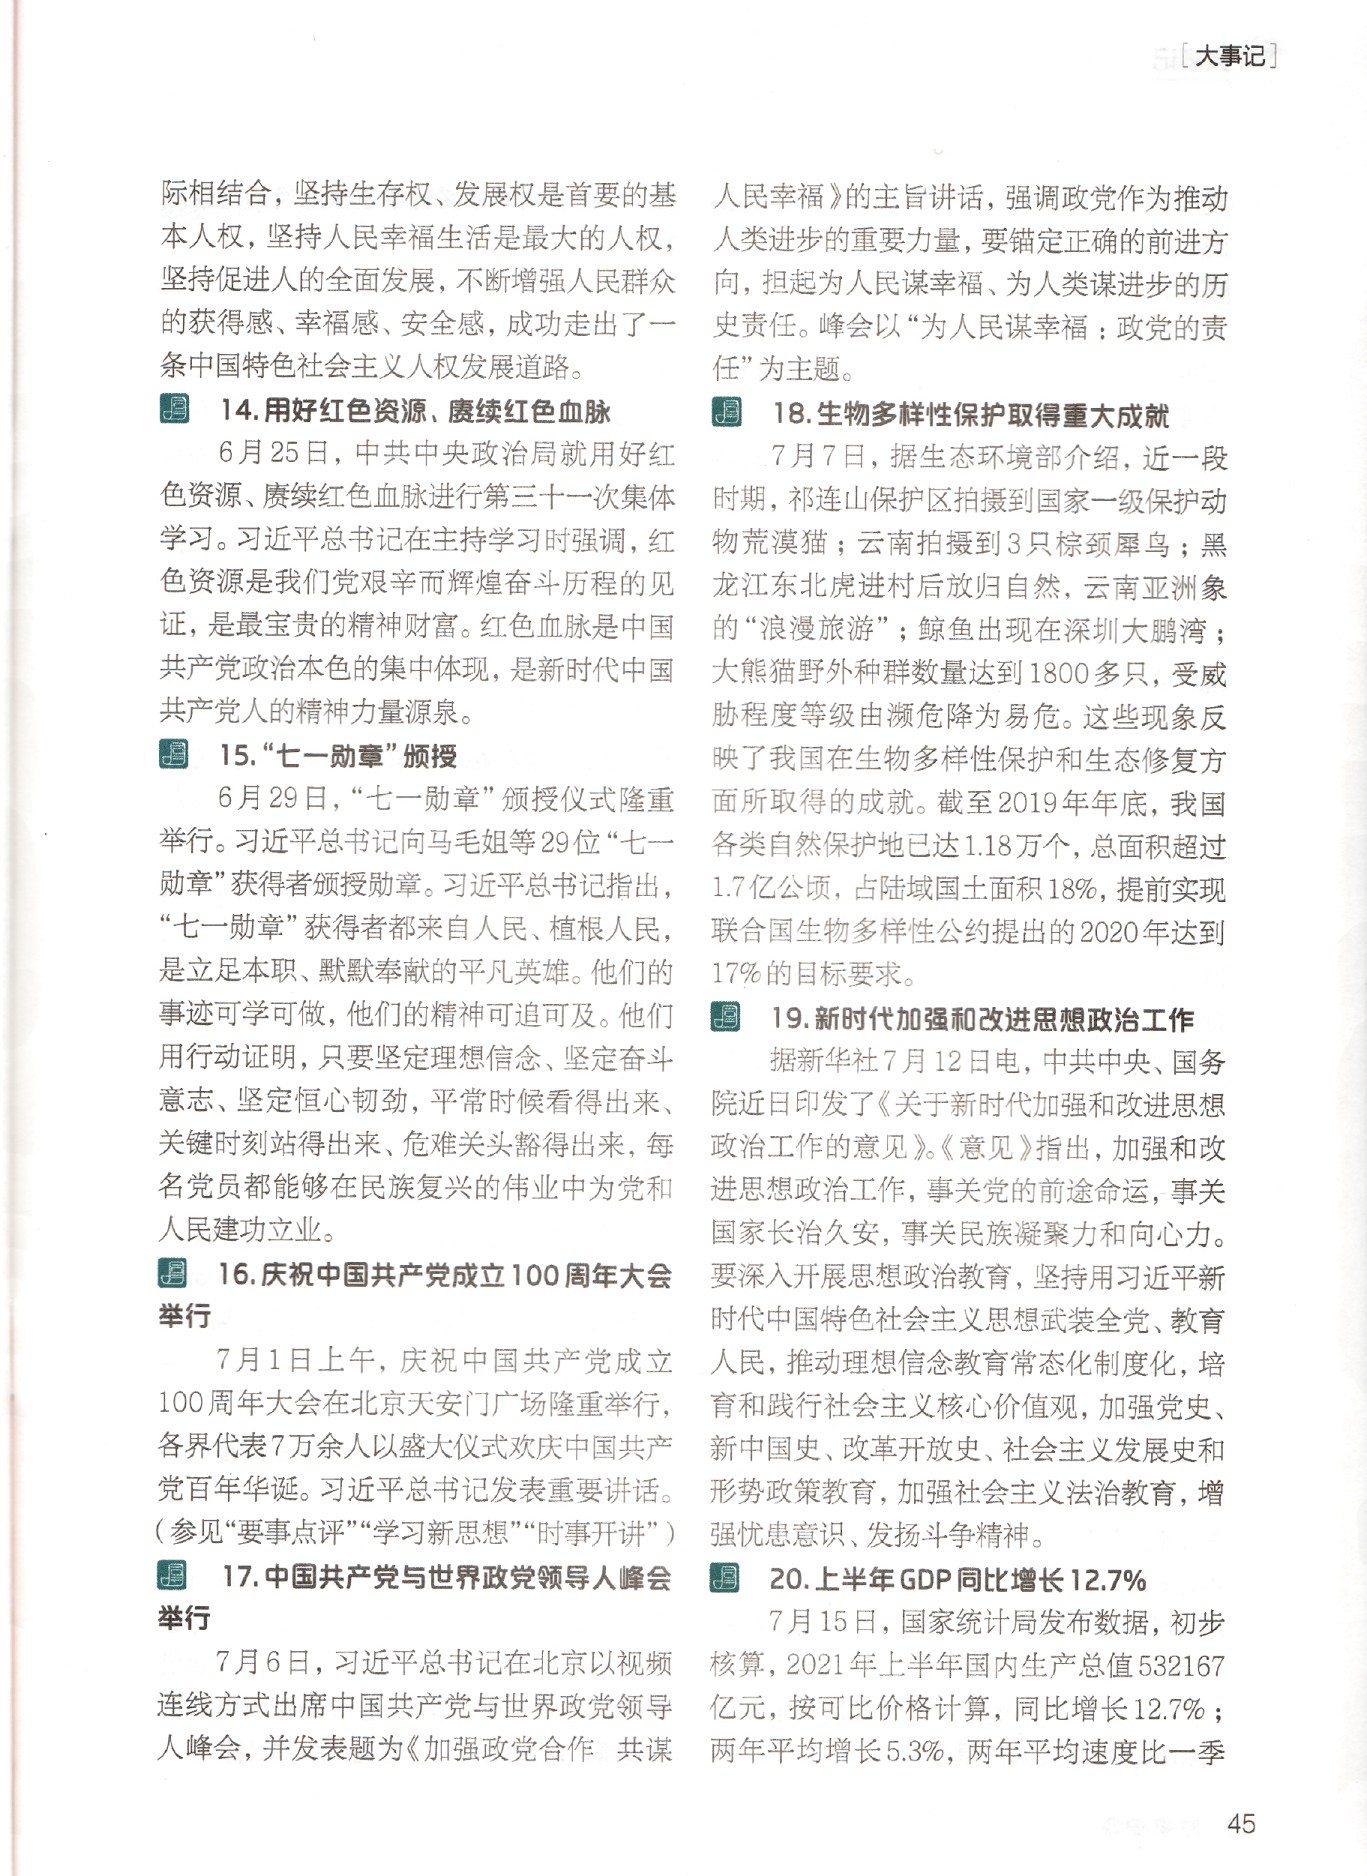 [大事记]
际相结合，坚持生存权、发展权是首要的基
本人权，坚持人民幸福生活是最大的人权，
坚持促进人的全面发展，不断增强人民群众
的获得感、幸福感、安全感，成功走出了一
条中国特色社会主义人权发展道路。
14.用好红色资源、赓续红色血脉
6月25日，中共中央政治局就用好红
色资源、赓续红色血脉进行第三十一次集体
学习。习近平总书记在主持学习时强调，红
色资源是我们党艰辛而辉煌奋斗历程的见
证，是最宝贵的精神财富。红色血脉是中国
共产党政治本色的集中体现，是新时代中国
共产党人的精神力量源泉。
15.“七一勋章”颁授
6月29日，“七一勋章”颁授仪式隆重
举行。习近平总书记向马毛姐等29位“七一
勋章”获得者颁授勋章。习近平总书记指出，
“七一勋章”获得者都来自人民、植根人民，
是立足本职、默默奉献的平凡英雄。他们的
事迹可学可做，他们的精神可追可及。他们
用行动证明，只要坚定理想信念、坚定奋斗
意志、坚定恒心韧劲，平常时候看得出来、
关键时刻站得出来、危难关头豁得出来，每
名党员都能够在民族复兴的伟业中为党和
人民建功立业。
16.庆祝中国共产党成立100周年大会
举行
7月1日上午，庆祝中国共产党成立
100周年大会在北京天安门广场隆重举行，
各界代表7万余人以盛大仪式欢庆中国共产
党百年华诞。习近平总书记发表重要讲话。
（参见“要事点评”“学习新思想”“时事开讲”）
17.中国共产党与世界政党领导人峰会
举行
7月6日，习近平总书记在北京以视频
连线方式出席中国共产党与世界政党领导
人峰会，并发表题为《加强政党合作 共谋
人民幸福》的主旨讲话，强调政党作为推动
人类进步的重要力量，要锚定正确的前进方
向，担起为人民谋幸福、为人类谋进步的历
史责任。峰会以“为人民谋幸福：政党的责
任”为主题。
18.生物多样性保护取得重大成就
7月7日，据生态环境部介绍，近一段
时期，祁连山保护区拍摄到国家一级保护动
物荒漠猫；云南拍摄到3只棕颈犀鸟；黑
龙江东北虎进村后放归自然，云南亚洲象
的“浪漫旅游”；鲸鱼出现在深圳大鹏湾；
大熊猫野外种群数量达到1800多只，受威
胁程度等级由濒危降为易危。这些现象反
映了我国在生物多样性保护和生态修复方
面所取得的成就。截至2019年年底，我国
各类自然保护地已达1.18万个，总面积超过
1.7亿公顷，占陆域国土面积18%，提前实现
联合国生物多样性公约提出的2020年达到
17%的目标要求。
19.新时代加强和改进思想政治工作
据新华社7月12日电，中共中央、国务
院近日印发了《关于新时代加强和改进思想
政治工作的意见》。《意见》指出，加强和改
进思想政治工作，事关党的前途命运，事关
国家长治久安，事关民族凝聚力和向心力。
要深入开展思想政治教育，坚持用习近平新
时代中国特色社会主义思想武装全党、教育
人民，推动理想信念教育常态化制度化，培
育和践行社会主义核心价值观，加强党史、
新中国史、改革开放史、社会主义发展史和
形势政策教育，加强社会主义法治教育，增
强忧患意识、发扬斗争精神。
20.上半年GDP同比增长12.7%
7月15日，国家统计局发布数据，初步
核算，2021年上半年国内生产总值532167
亿元，按可比价格计算，同比增长12.7%；
两年平均增长5.3%，两年平均速度比一季
45